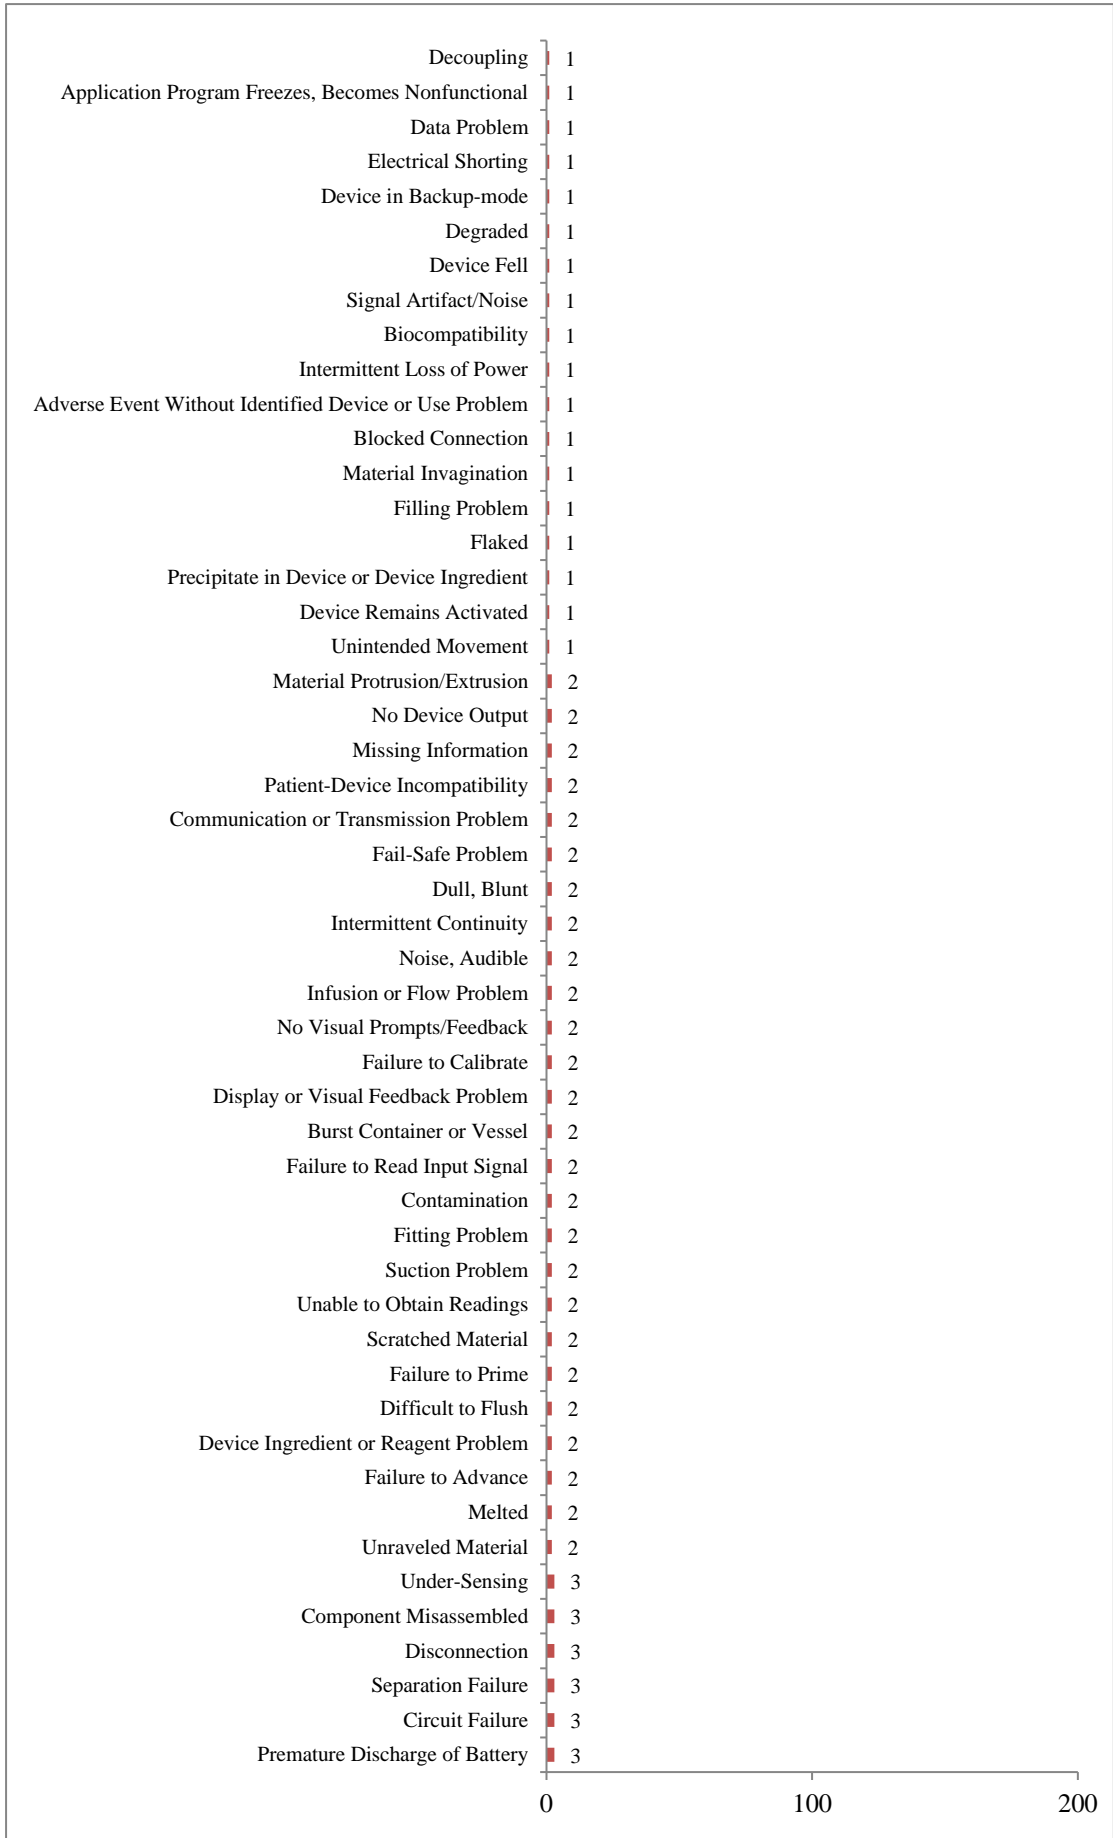 Decoupling 1
Application Program Freezes, Becomes Nonfunctional 1
Data Problem 1
Electrical Shorting 1
Device in Backup-mode 1
Degraded 1
Device Fell 1
Signal Artifact/Noise 1
Biocompatibility 1
Intermittent Loss of Power 1
Adverse Event Without Identified Device or Use Problem 1
Blocked Connection 1
Material Invagination 1
Filling Problem 1
Flaked 1
Precipitate in Device or Device Ingredient 1
Device Remains Activated 1
Unintended Movement 1
Material Protrusion/Extrusion 2
No Device Output 2
Missing Information 2
Patient-Device Incompatibility 2
Communication or Transmission Problem 2
Fail-Safe Problem 2
Dull, Blunt 2
Intermittent Continuity 2
Noise, Audible 2
Infusion or Flow Problem 2
No Visual Prompts/Feedback 2
Failure to Calibrate 2
Display or Visual Feedback Problem 2
Burst Container or Vessel 2
Failure to Read Input Signal 2
Contamination 2
Fitting Problem 2
Suction Problem 2
Unable to Obtain Readings 2
Scratched Material 2
Failure to Prime 2
Difficult to Flush 2
Device Ingredient or Reagent Problem 2
Failure to Advance 2
Melted 2
Unraveled Material 2
Under-Sensing 3
Component Misassembled 3
Disconnection 3
Separation Failure 3
Circuit Failure 3
Premature Discharge of Battery 3
0 100 200